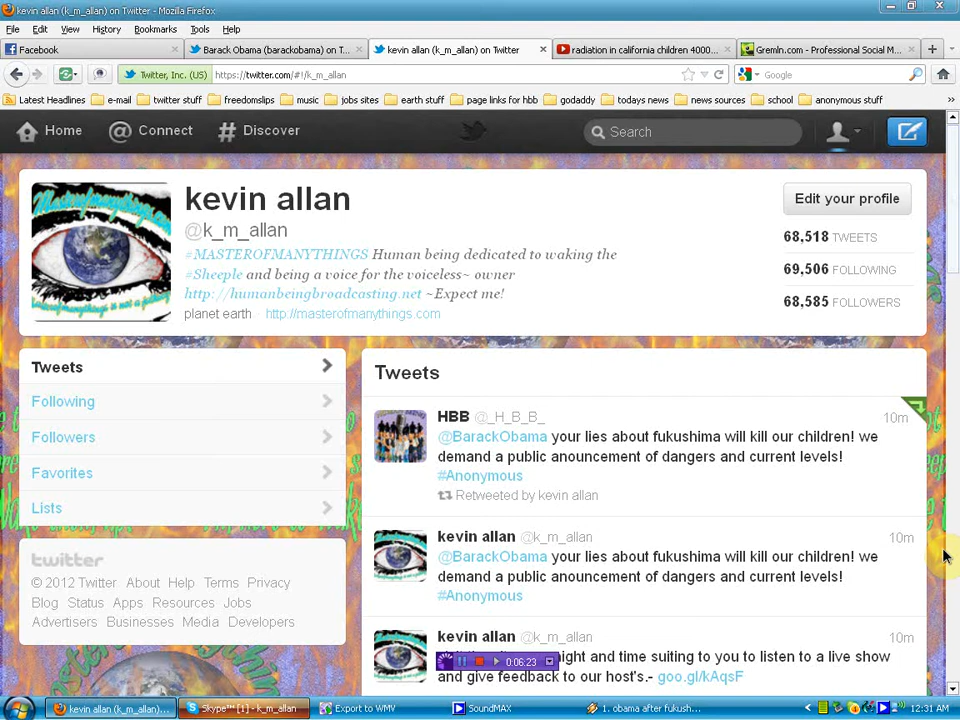 kevin allan (k_m_allan) on Twitter - Mozilla Firefox
File Edit View History Bookmarks Tools Help
Facebook
Barack Obama (barackobama) on T...
kevin allan (k_m_allan) on Twitter
radiation in california children 4000...
Gremln.com - Professional Social M...
Twitter, Inc. (US) https://twitter.com/#!/k_m_allan
Google
Latest Headlines e-mail twitter stuff freedomslips music jobs sites earth stuff page links for hbb godaddy todays news news sources school anonymous stuff
Home Connect Discover
Search
kevin allan
@k_m_allan
#MASTEROFMANYTHINGS Human being dedicated to waking the
#Sheeple and being a voice for the voiceless~ owner
http://humanbeingbroadcasting.net ~Expect me!
planet earth · http://masterofmanythings.com
Edit your profile
68,518 TWEETS
69,506 FOLLOWING
68,585 FOLLOWERS
Tweets
Following
Followers
Favorites
Lists
twitter
© 2012 Twitter About Help Terms Privacy
Blog Status Apps Resources Jobs
Advertisers Businesses Media Developers
Tweets
HBB @_H_B_B_ 10m
@BarackObama your lies about fukushima will kill our children! we
demand a public anouncement of dangers and current levels!
#Anonymous
Retweeted by kevin allan
kevin allan @k_m_allan 10m
@BarackObama your lies about fukushima will kill our children! we
demand a public anouncement of dangers and current levels!
#Anonymous
kevin allan @k_m_allan 10m
night and time suiting to you to listen to a live show
and give feedback to our host's.- goo.gl/kAqsF
0:06:23
kevin allan (k_m_allan)...
Skype™ [1] - k_m_allan
Export to WMV
SoundMAX
1. obama after fukush...
12:31 AM